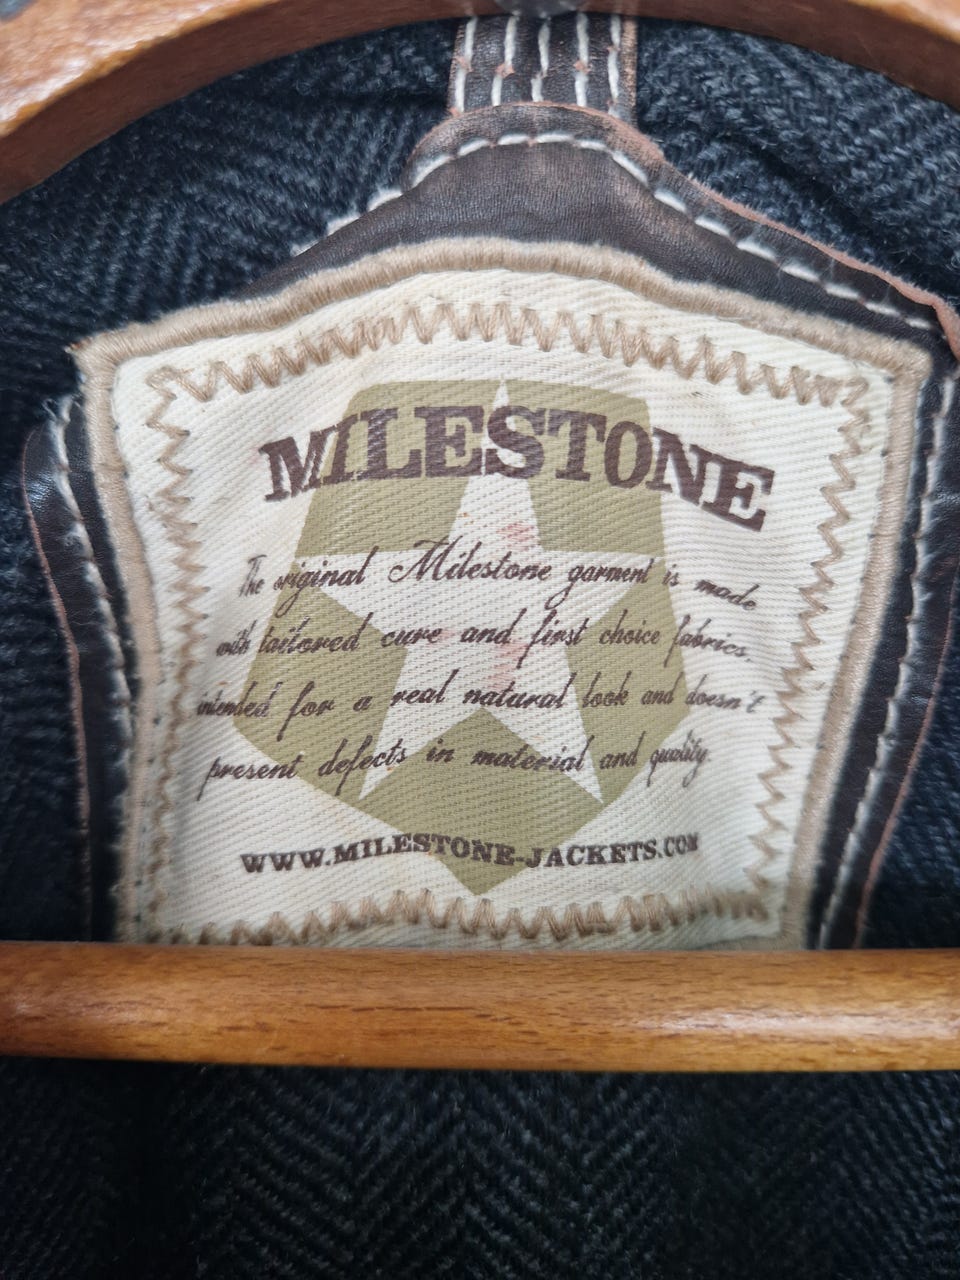 MILESTONE
The original Milestone garment is made
with tailored cure and first choice fabrics,
intended for a real natural look and doesn't
present defects in material and quality.
WWW.MILESTONE-JACKETS.COM